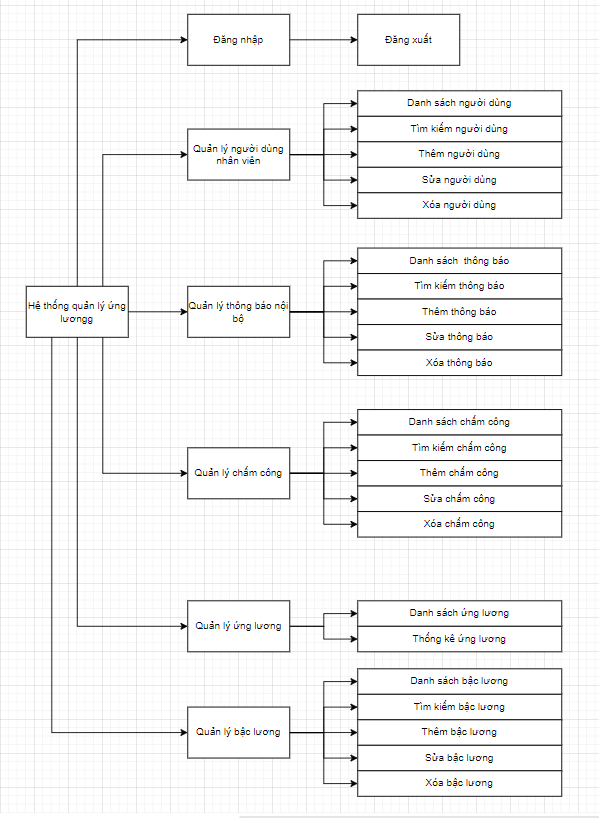 Đăng nhập
Đăng xuất
Quản lý người dùng
nhân viên
Danh sách người dùng
Tìm kiếm người dùng
Thêm người dùng
Sửa người dùng
Xóa người dùng
Hệ thống quản lý ứng
lươngg
Quản lý thông báo nội
bộ
Danh sách thông báo
Tìm kiếm thông báo
Thêm thông báo
Sửa thông báo
Xóa thông báo
Quản lý chấm công
Danh sách chấm công
Tìm kiếm chấm công
Thêm chấm công
Sửa chấm công
Xóa chấm công
Quản lý ứng lương
Danh sách ứng lương
Thống kê ứng lương
Quản lý bậc lương
Danh sách bậc lương
Tìm kiếm bậc lương
Thêm bậc lương
Sửa bậc lương
Xóa bậc lương